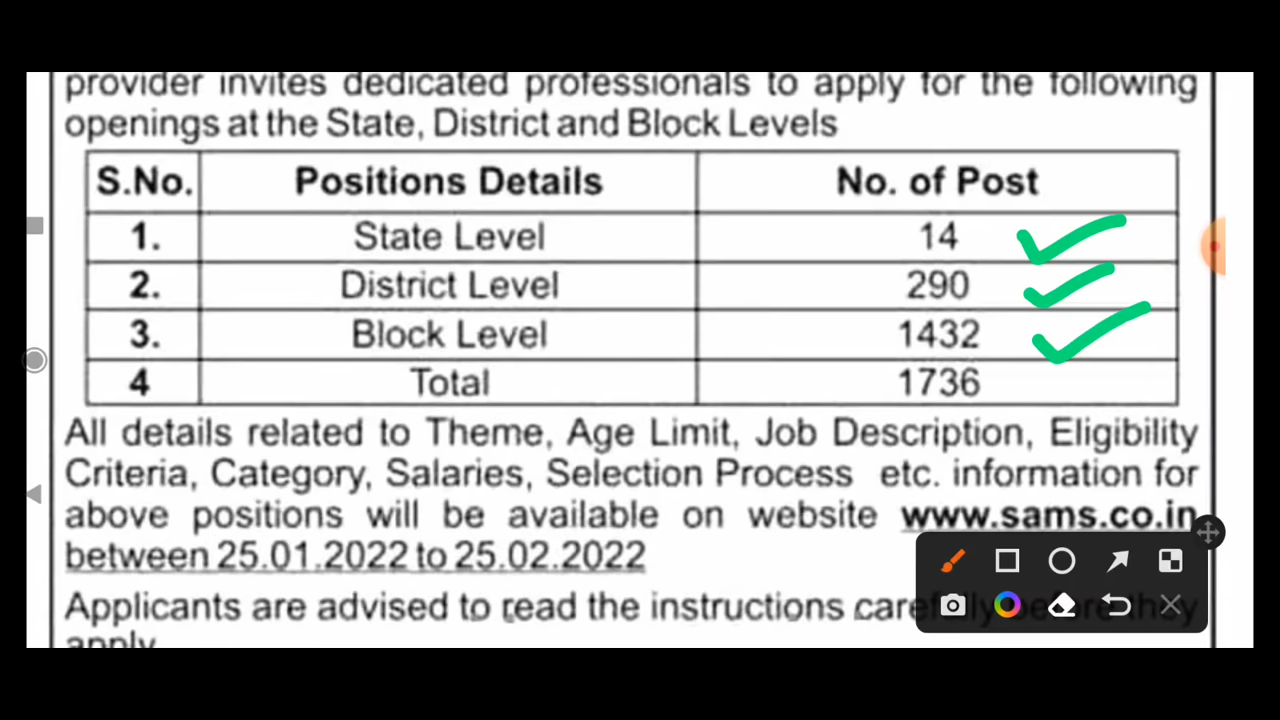 provider invites dedicated professionals to apply for the following
openings at the State, District and Block Levels
S.No. Positions Details No. of Post
1. State Level 14
2. District Level 290
3. Block Level 1432
4 Total 1736
All details related to Theme, Age Limit, Job Description, Eligibility
Criteria, Category, Salaries, Selection Process etc. information for
above positions will be available on website www.sams.co.in
between 25.01.2022 to 25.02.2022
Applicants are advised to read the instructions carefully before they
apply